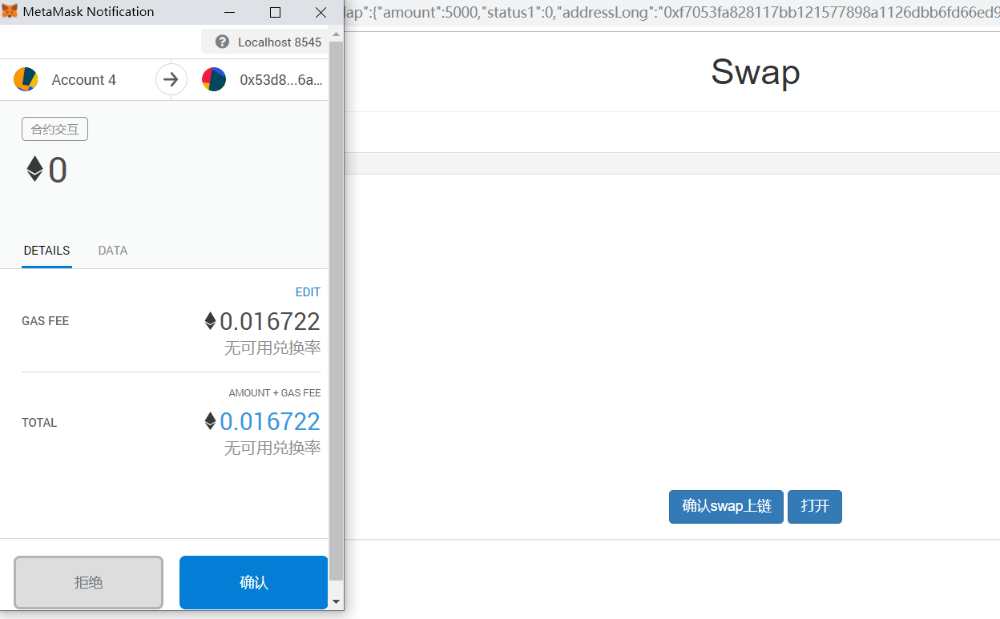 MetaMask Notification
Localhost 8545
Account 4
0x53d8...6a...
合约交互
0
DETAILS
DATA
EDIT
GAS FEE
0.016722
无可用兑换率
AMOUNT + GAS FEE
TOTAL
0.016722
无可用兑换率
拒绝
确认
ap":{"amount":5000,"status1":0,"addressLong":"0xf7053fa828117bb121577898a1126dbb6fd66ed9
Swap
确认swap上链
打开